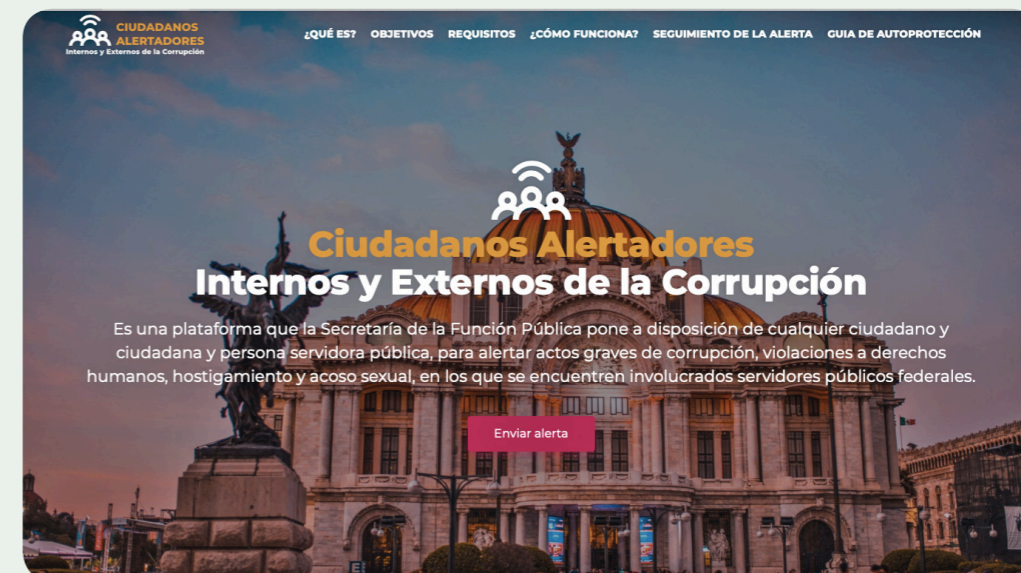 CIUDADANOS
ALERTADORES
Internos y Externos de la Corrupción
¿QUÉ ES? OBJETIVOS REQUISITOS ¿CÓMO FUNCIONA? SEGUIMIENTO DE LA ALERTA GUIA DE AUTOPROTECCIÓN
Ciudadanos Alertadores
Internos y Externos de la Corrupción
Es una plataforma que la Secretaría de la Función Pública pone a disposición de cualquier ciudadano y
ciudadana y persona servidora pública, para alertar actos graves de corrupción, violaciones a derechos
humanos, hostigamiento y acoso sexual, en los que se encuentren involucrados servidores públicos federales.
Enviar alerta